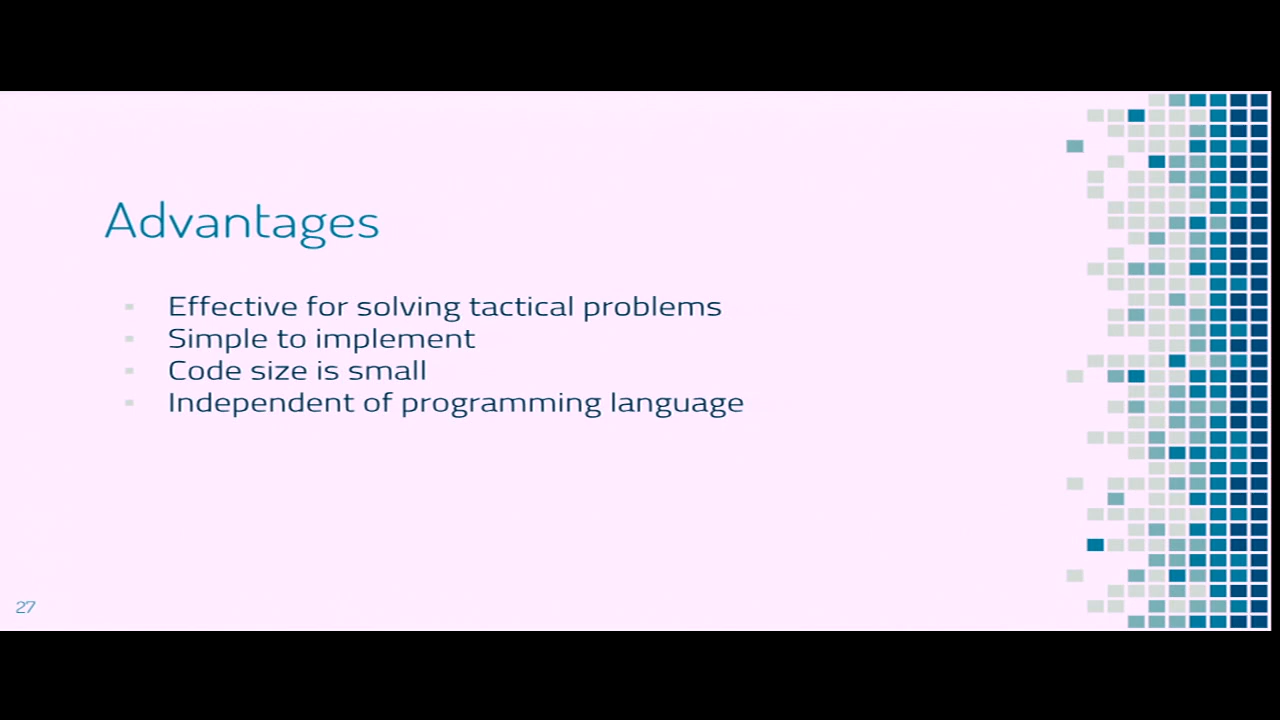 Advantages
Effective for solving tactical problems
Simple to implement
Code size is small
Independent of programming language
27